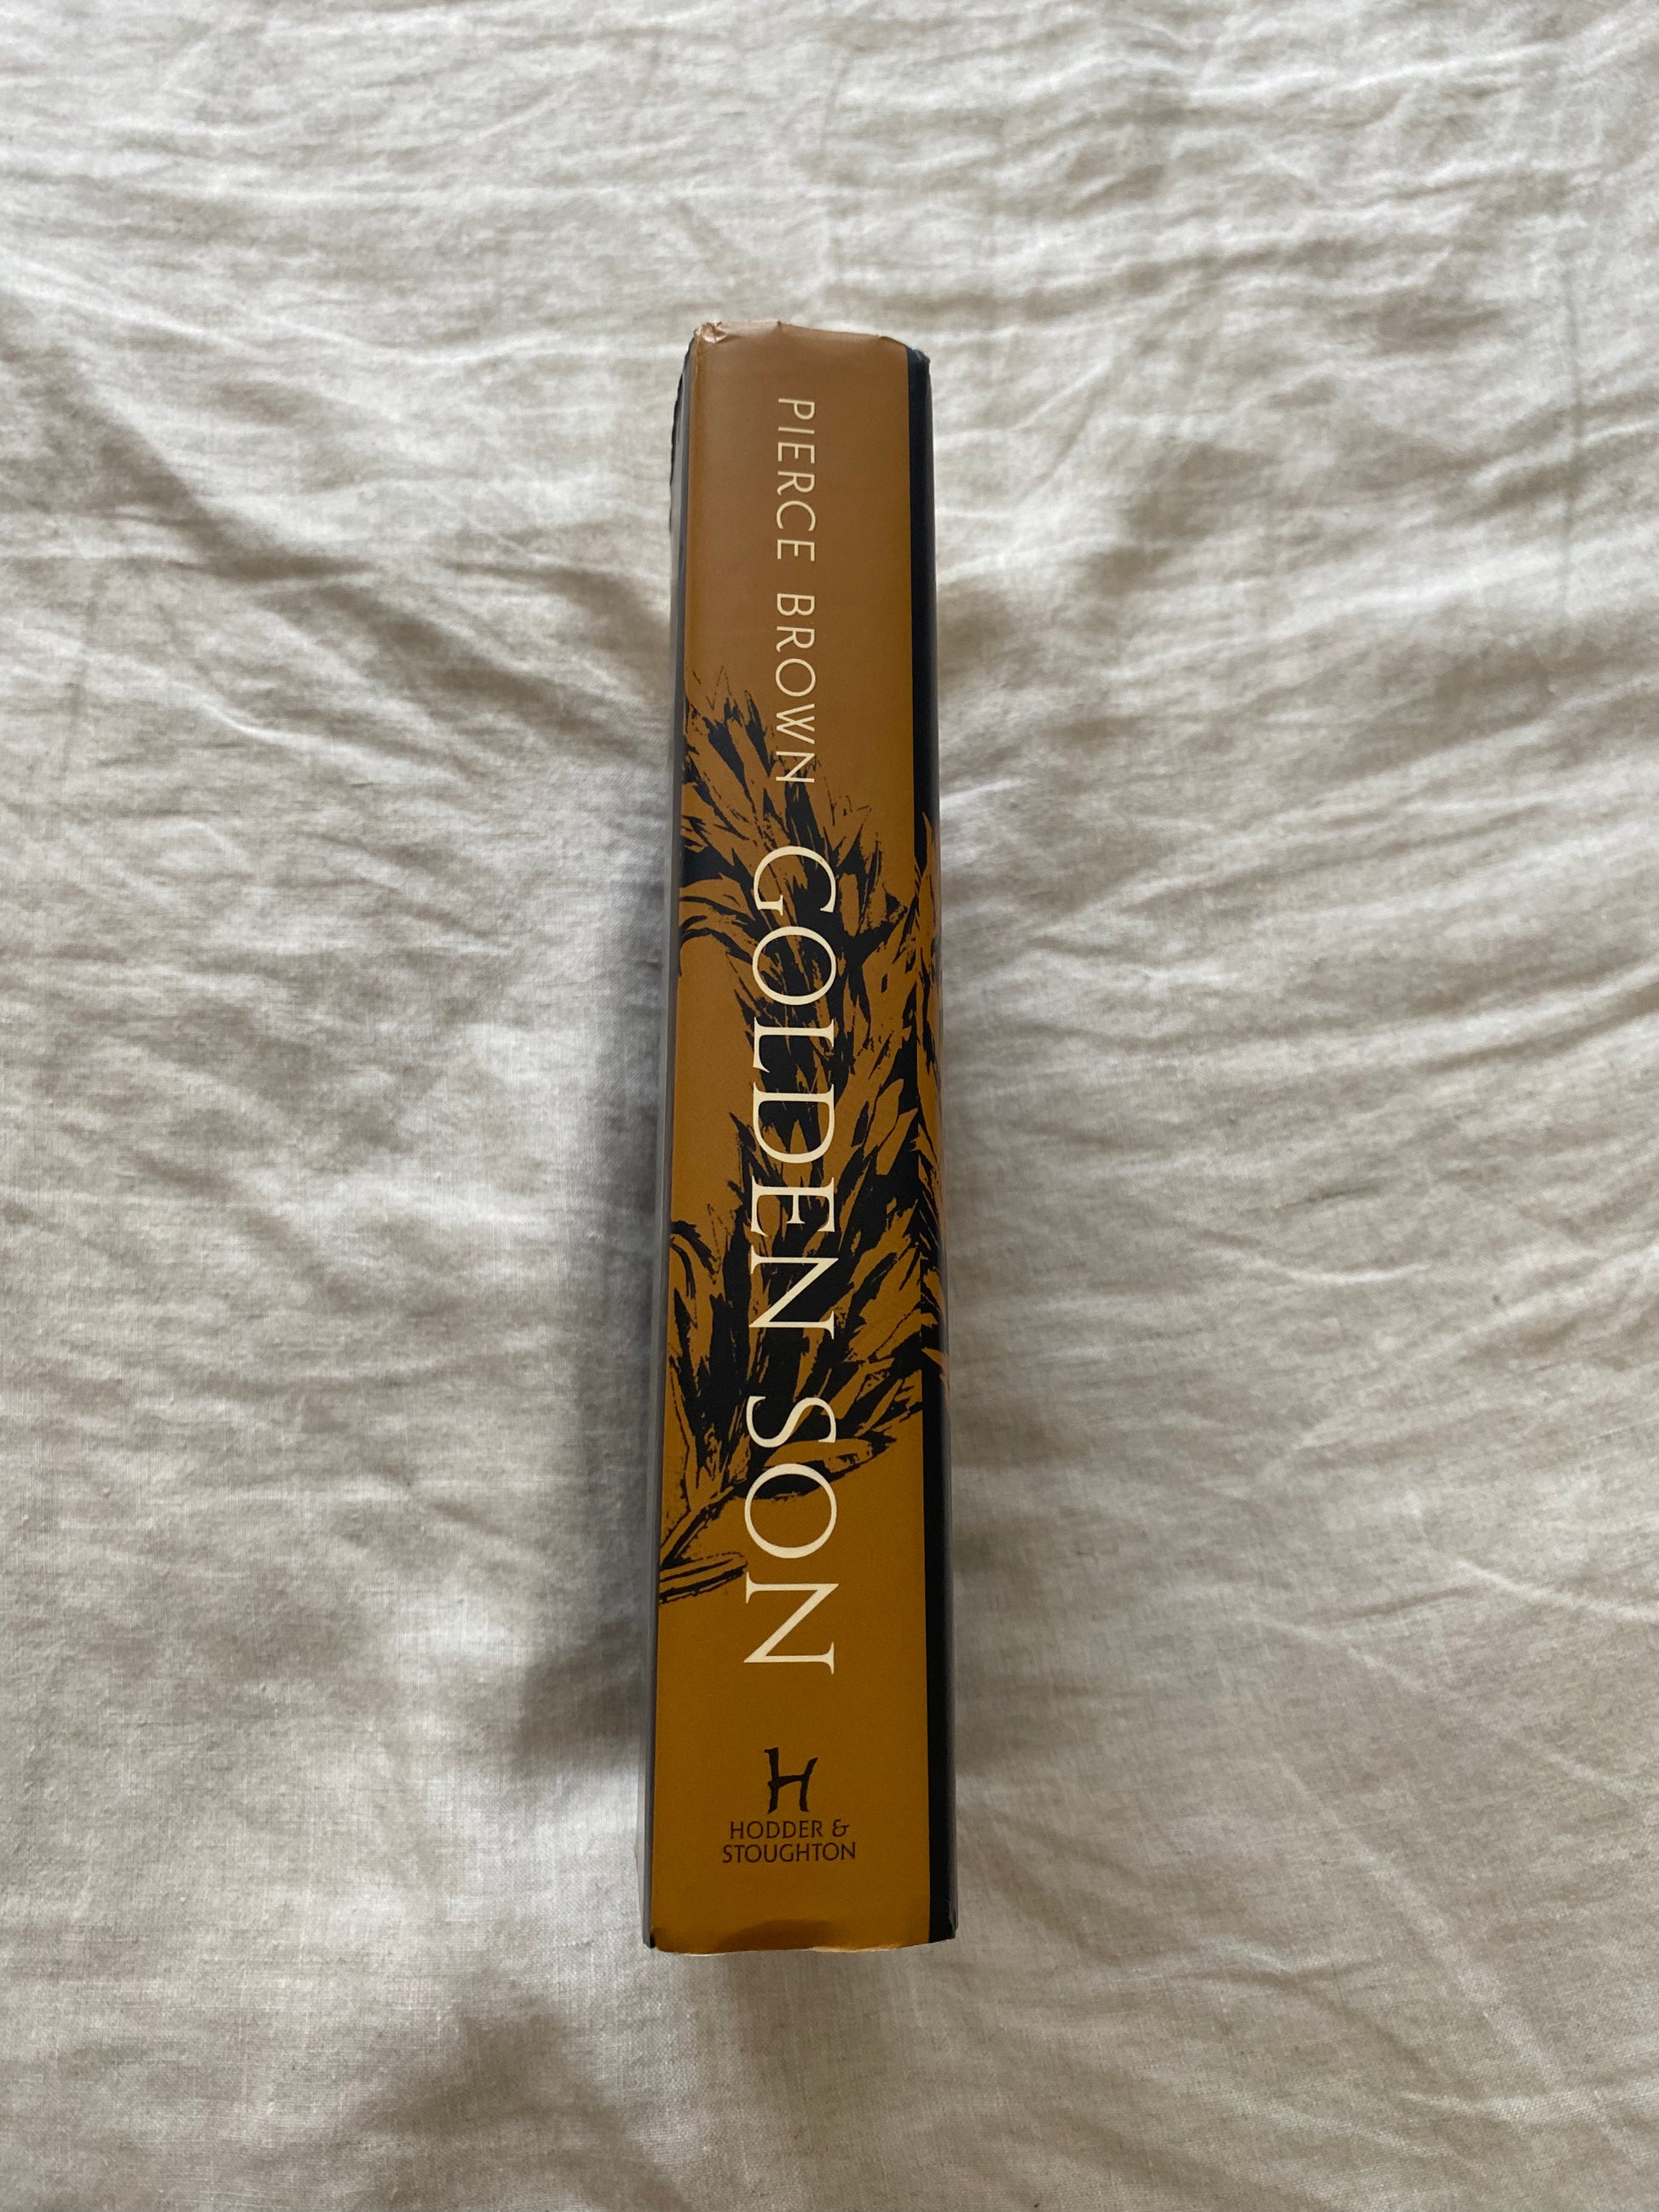 PIERCE BROWN
GOLDEN SON
H
HODDER &
STOUGHTON